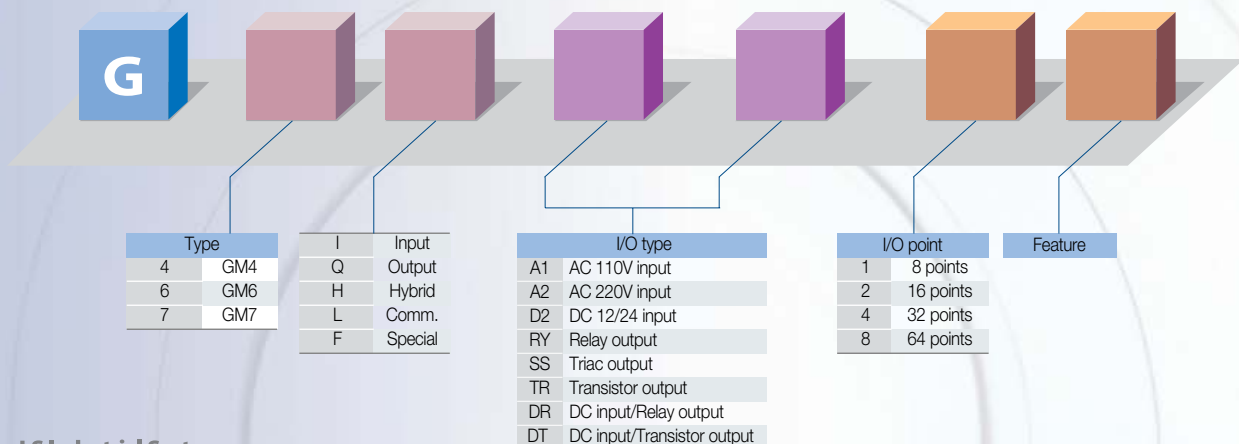 G
Type
4 GM4
6 GM6
7 GM7
I Input
Q Output
H Hybrid
L Comm.
F Special
I/O type
A1 AC 110V input
A2 AC 220V input
D2 DC 12/24 input
RY Relay output
SS Triac output
TR Transistor output
DR DC input/Relay output
DT DC input/Transistor output
I/O point
1 8 points
2 16 points
4 32 points
8 64 points
Feature